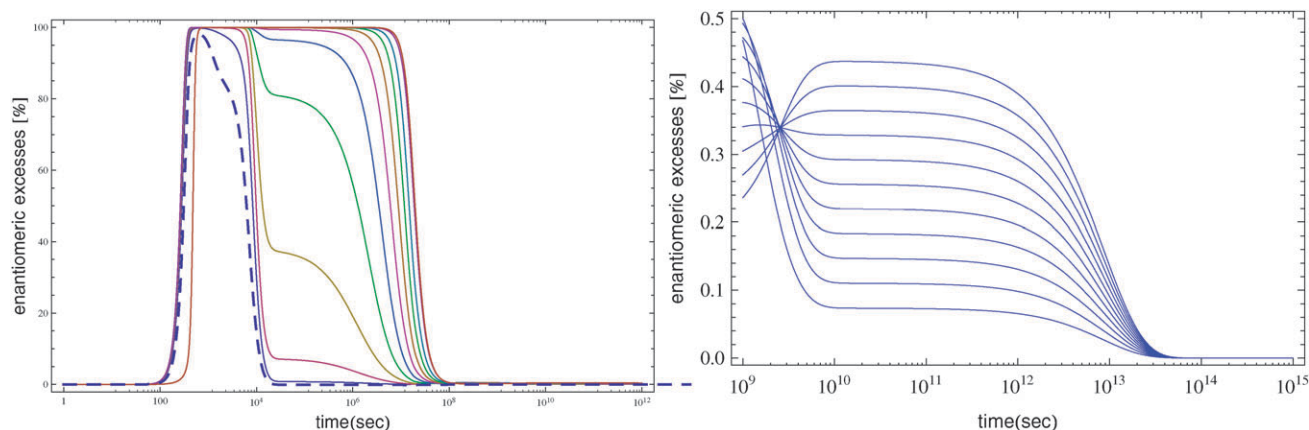 enantiomeric excesses [%]
100
80
60
40
20
0
1 100 10⁴ 10⁶ 10⁸ 10¹⁰ 10¹²
time(sec)
enantiomeric excesses [%]
0.5
0.4
0.3
0.2
0.1
0.0
10⁹ 10¹⁰ 10¹¹ 10¹² 10¹³ 10¹⁴ 10¹⁵
time(sec)